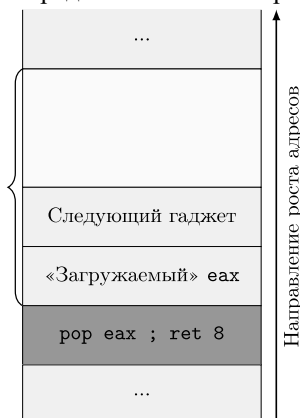 ...
Следующий гаджет
«Загружаемый» eax
pop eax ; ret 8
...
Направление роста адресов